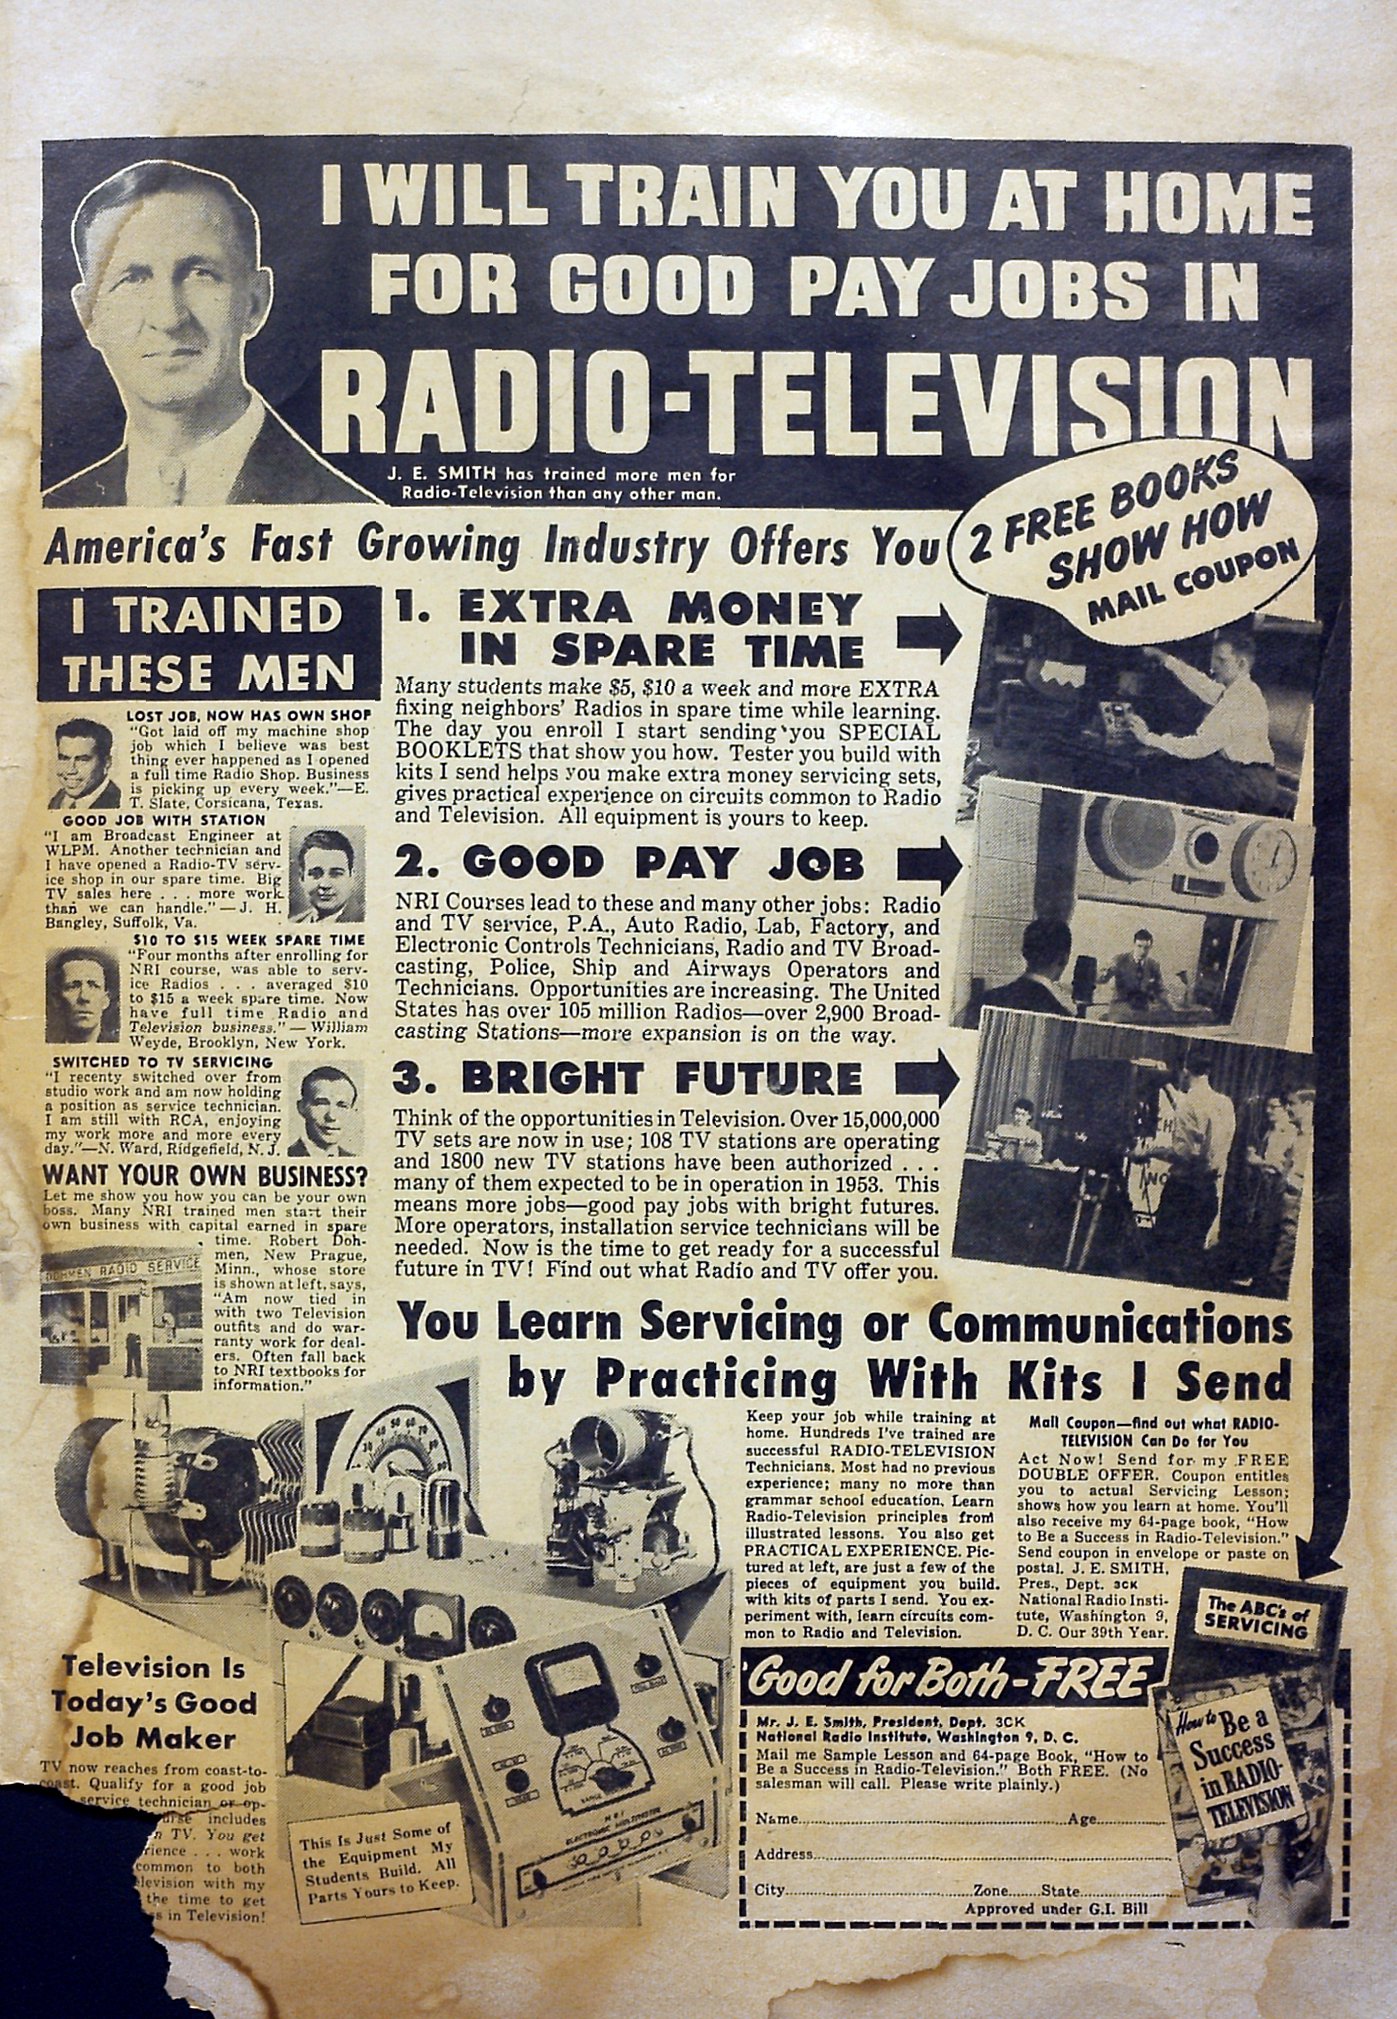 I WILL TRAIN YOU AT HOME
FOR GOOD PAY JOBS IN
RADIO-TELEVISION
J. E. SMITH has trained more men for
Radio-Television than any other man.
2 FREE BOOKS
SHOW HOW
MAIL COUPON
America's Fast Growing Industry Offers You
I TRAINED
THESE MEN
LOST JOB, NOW HAS OWN SHOP
"Got laid off my machine shop
job which I believe was best
thing ever happened as I opened
a full time Radio Shop. Business
is picking up every week."—E.
T. Slate, Corsicana, Texas.
GOOD JOB WITH STATION
"I am Broadcast Engineer at
WLPM. Another technician and
I have opened a Radio-TV serv-
ice shop in our spare time. Big
TV sales here . . . more work
than we can handle."—J. H.
Bangley, Suffolk, Va.
$10 TO $15 WEEK SPARE TIME
"Four months after enrolling for
NRI course, was able to serv-
ice Radios . . . averaged $10
to $15 a week spare time. Now
have full time Radio and
Television business."—William
Weyde, Brooklyn, New York.
SWITCHED TO TV SERVICING
"I recenty switched over from
studio work and am now holding
a position as service technician.
I am still with RCA, enjoying
my work more and more every
day."—N. Ward, Ridgefield, N. J.
WANT YOUR OWN BUSINESS?
Let me show you how you can be your own
boss. Many NRI trained men start their
own business with capital earned in spare
time. Robert Doh-
men, New Prague,
Minn., whose store
is shown at left, says,
"Am now tied in
with two Television
outfits and do war-
ranty work for deal-
ers. Often fall back
to NRI textbooks for
information."
DOHMEN RADIO SERVICE
1. EXTRA MONEY
IN SPARE TIME
Many students make $5, $10 a week and more EXTRA
fixing neighbors' Radios in spare time while learning.
The day you enroll I start sending you SPECIAL
BOOKLETS that show you how. Tester you build with
kits I send helps you make extra money servicing sets,
gives practical experience on circuits common to Radio
and Television. All equipment is yours to keep.
2. GOOD PAY JOB
NRI Courses lead to these and many other jobs: Radio
and TV service, P.A., Auto Radio, Lab, Factory, and
Electronic Controls Technicians, Radio and TV Broad-
casting, Police, Ship and Airways Operators and
Technicians. Opportunities are increasing. The United
States has over 105 million Radios—over 2,900 Broad-
casting Stations—more expansion is on the way.
3. BRIGHT FUTURE
Think of the opportunities in Television. Over 15,000,000
TV sets are now in use; 108 TV stations are operating
and 1800 new TV stations have been authorized . . .
many of them expected to be in operation in 1953. This
means more jobs—good pay jobs with bright futures.
More operators, installation service technicians will be
needed. Now is the time to get ready for a successful
future in TV! Find out what Radio and TV offer you.
You Learn Servicing or Communications
by Practicing With Kits I Send
Keep your job while training at
home. Hundreds I've trained are
successful RADIO-TELEVISION
Technicians. Most had no previous
experience; many no more than
grammar school education. Learn
Radio-Television principles from
illustrated lessons. You also get
PRACTICAL EXPERIENCE. Pic-
tured at left, are just a few of the
pieces of equipment you build
with kits of parts I send. You ex-
periment with, learn circuits com-
mon to Radio and Television.
Mail Coupon—find out what RADIO-
TELEVISION Can Do for You
Act Now! Send for my FREE
DOUBLE OFFER. Coupon entitles
you to actual Servicing Lesson;
shows how you learn at home. You'll
also receive my 64-page book, "How
to Be a Success in Radio-Television."
Send coupon in envelope or paste on
postal. J. E. SMITH,
Pres., Dept. 3CK
National Radio Insti-
tute, Washington 9,
D. C. Our 39th Year.
The ABC's of
SERVICING
How to Be a
Success
in RADIO-
TELEVISION
Television Is
Today's Good
Job Maker
TV now reaches from coast-to-
coast. Qualify for a good job
service technician or op-
includes
TV. You get
rience . . . work
common to both
levision with my
the time to get
in Television!
This Is Just Some of
the Equipment My
Students Build. All
Parts Yours to Keep.
Good for Both-FREE
Mr. J. E. Smith, President, Dept. 3CK
National Radio Institute, Washington 9, D. C.
Mail me Sample Lesson and 64-page Book, "How to
Be a Success in Radio-Television." Both FREE. (No
salesman will call. Please write plainly.)
Name Age
Address
City Zone State
Approved under G.I. Bill